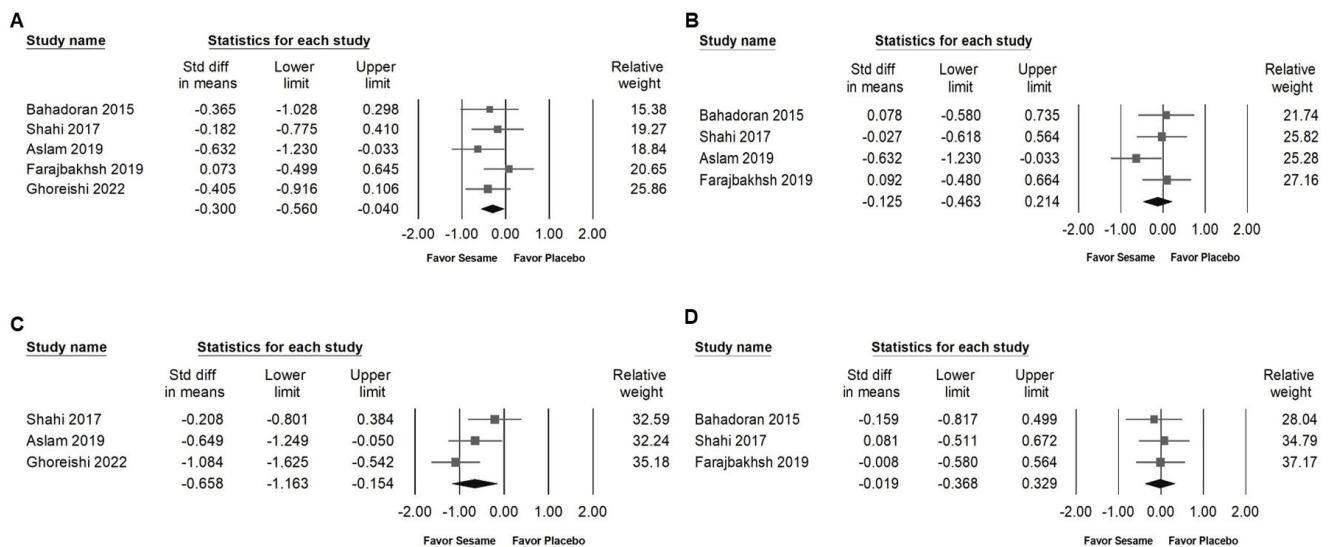 A
Study name Statistics for each study
Std diff in means Lower limit Upper limit Relative weight
Bahadoran 2015 -0.365 -1.028 0.298 15.38
Shahi 2017 -0.182 -0.775 0.410 19.27
Aslam 2019 -0.632 -1.230 -0.033 18.84
Farajbakhsh 2019 0.073 -0.499 0.645 20.65
Ghoreishi 2022 -0.405 -0.916 0.106 25.86
-0.300 -0.560 -0.040
-2.00 -1.00 0.00 1.00 2.00
Favor Sesame Favor Placebo
B
Study name Statistics for each study
Std diff in means Lower limit Upper limit Relative weight
Bahadoran 2015 0.078 -0.580 0.735 21.74
Shahi 2017 -0.027 -0.618 0.564 25.82
Aslam 2019 -0.632 -1.230 -0.033 25.28
Farajbakhsh 2019 0.092 -0.480 0.664 27.16
-0.125 -0.463 0.214
-2.00 -1.00 0.00 1.00 2.00
Favor Sesame Favor Placebo
C
Study name Statistics for each study
Std diff in means Lower limit Upper limit Relative weight
Shahi 2017 -0.208 -0.801 0.384 32.59
Aslam 2019 -0.649 -1.249 -0.050 32.24
Ghoreishi 2022 -1.084 -1.625 -0.542 35.18
-0.658 -1.163 -0.154
-2.00 -1.00 0.00 1.00 2.00
Favor Sesame Favor Placebo
D
Study name Statistics for each study
Std diff in means Lower limit Upper limit Relative weight
Bahadoran 2015 -0.159 -0.817 0.499 28.04
Shahi 2017 0.081 -0.511 0.672 34.79
Farajbakhsh 2019 -0.008 -0.580 0.564 37.17
-0.019 -0.368 0.329
-2.00 -1.00 0.00 1.00 2.00
Favor Sesame Favor Placebo